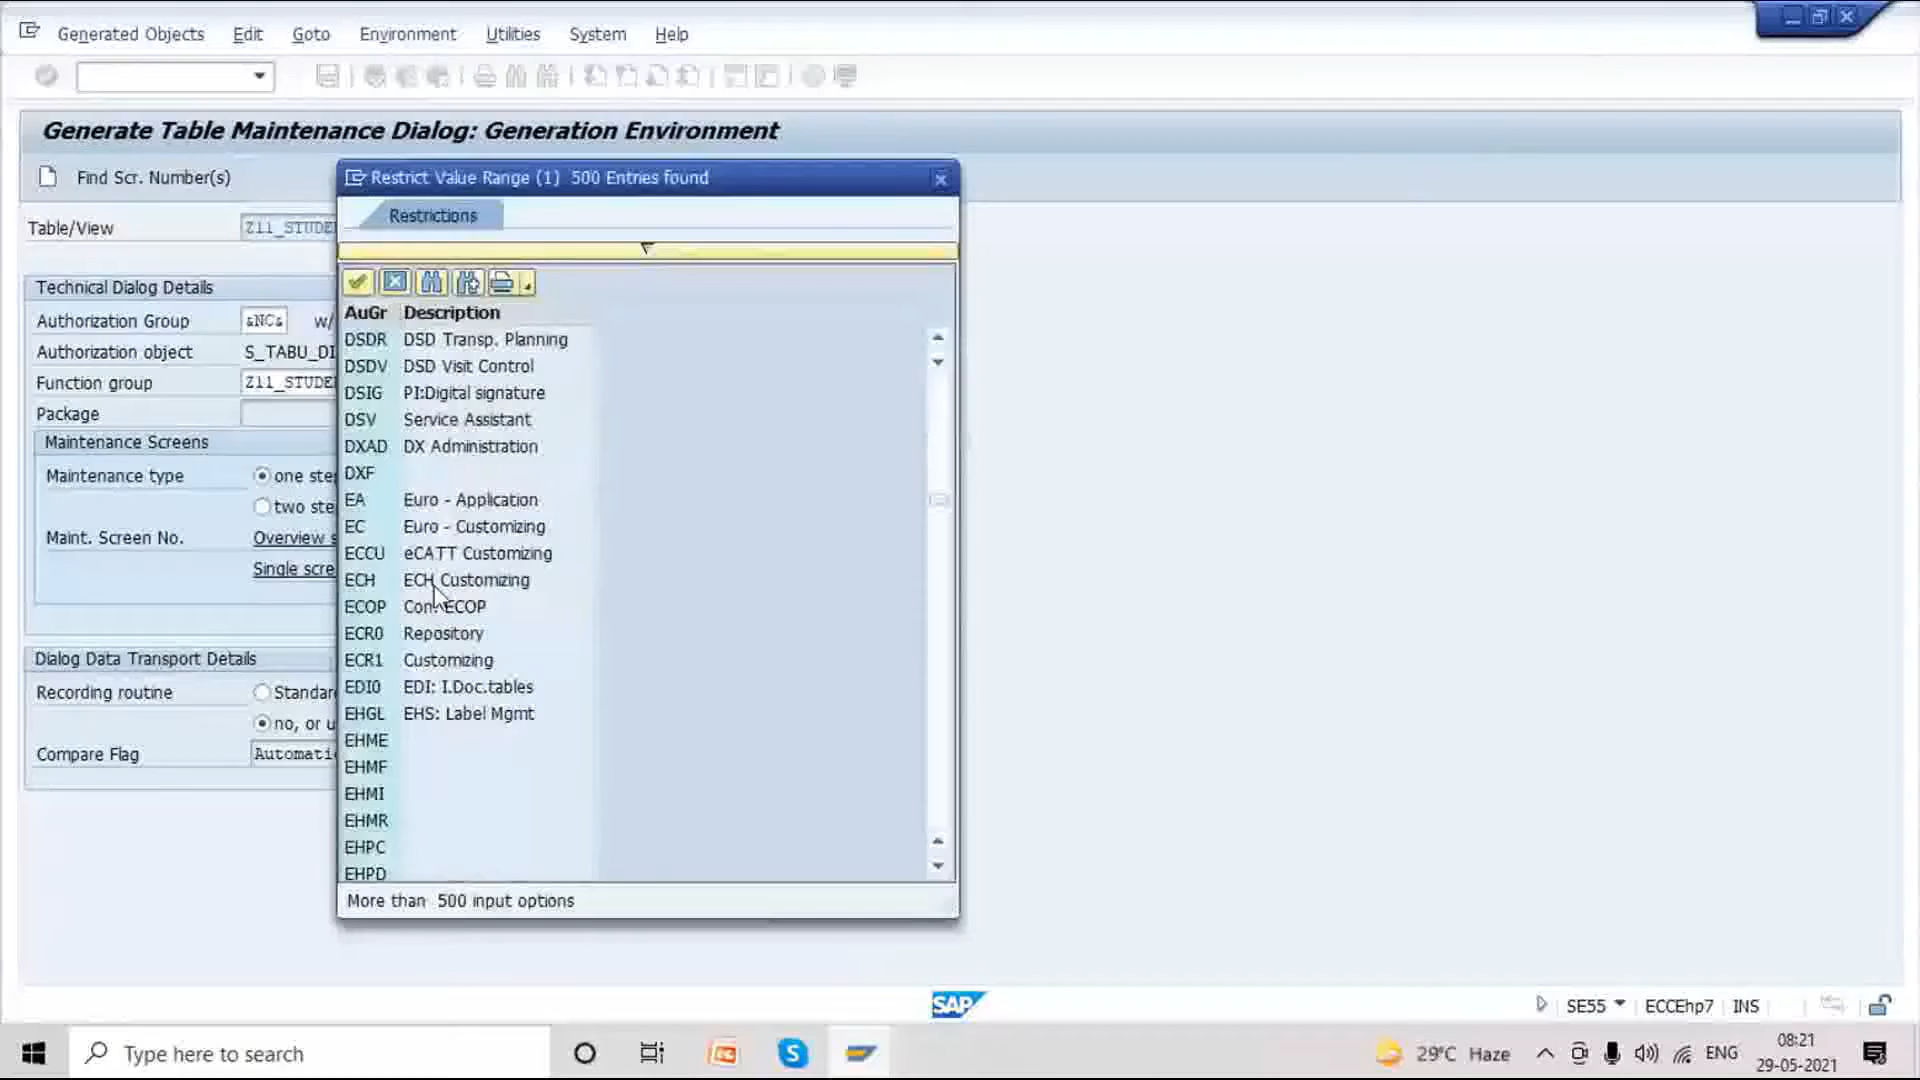 Generated Objects Edit Goto Environment Utilities System Help
Generate Table Maintenance Dialog: Generation Environment
Find Scr. Number(s)
Table/View Z11_STUDE
Technical Dialog Details
Authorization Group &NC& w/
Authorization object S_TABU_DI
Function group Z11_STUDE
Package
Maintenance Screens
Maintenance type one ste
two ste
Maint. Screen No. Overview s
Single scre
Dialog Data Transport Details
Recording routine Standar
no, or u
Compare Flag Automati
Restrict Value Range (1) 500 Entries found
Restrictions
AuGr Description
DSDR DSD Transp. Planning
DSDV DSD Visit Control
DSIG PI:Digital signature
DSV Service Assistant
DXAD DX Administration
DXF
EA Euro - Application
EC Euro - Customizing
ECCU eCATT Customizing
ECH ECH Customizing
ECOP ECOP
ECR0 Repository
ECR1 Customizing
EDI0 EDI: I.Doc.tables
EHGL EHS: Label Mgmt
EHME
EHMF
EHMI
EHMR
EHPC
EHPD
More than 500 input options
SAP
SE55 ECCEhp7 INS
Type here to search
29°C Haze ENG 08:21
29-05-2021